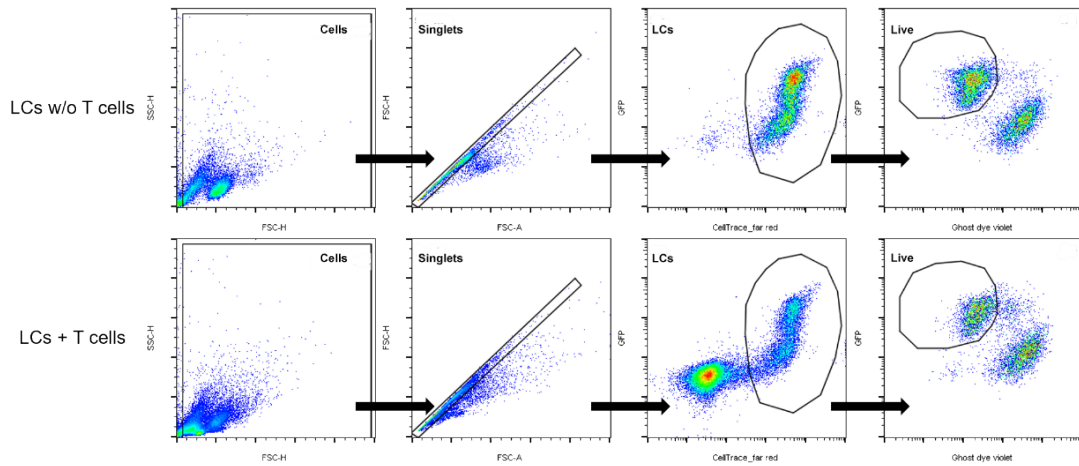 Cells
Singlets
LCs
Live
LCs w/o T cells
SSC-H
FSC-H
GFP
GFP
FSC-H
FSC-A
CellTrace_far red
Ghost dye violet
Cells
Singlets
LCs
Live
LCs + T cells
SSC-H
FSC-H
GFP
GFP
FSC-H
FSC-A
CellTrace_far red
Ghost dye violet